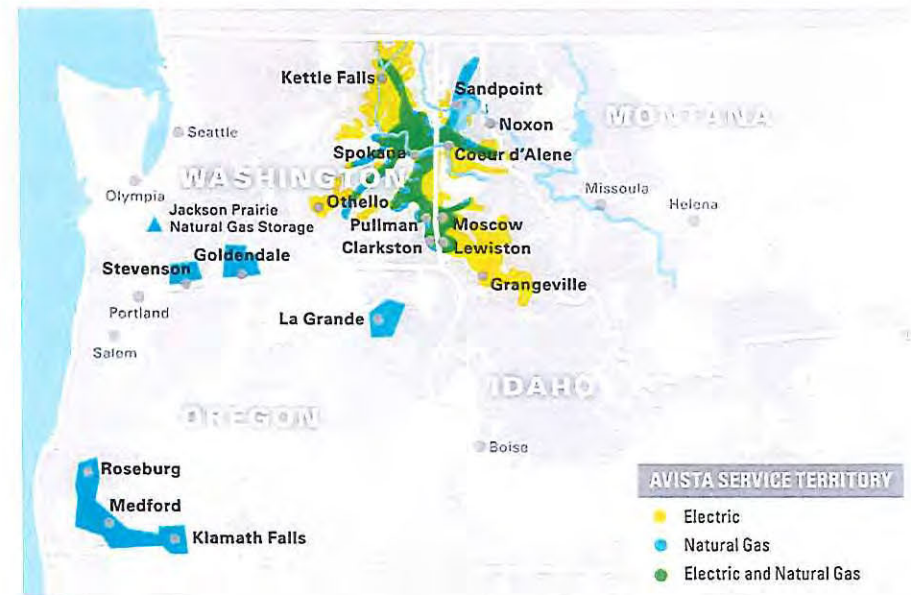 Kettle Falls
Sandpoint
Noxon
MONTANA
Seattle
Spokane
Coeur d'Alene
WASHINGTON
Olympia
Othello
Missoula
Helena
Jackson Prairie
Natural Gas Storage
Pullman
Moscow
Clarkston
Lewiston
Goldendale
Stevenson
Grangeville
Portland
La Grande
Salem
IDAHO
OREGON
Boise
Roseburg
Medford
Klamath Falls
AVISTA SERVICE TERRITORY
Electric
Natural Gas
Electric and Natural Gas